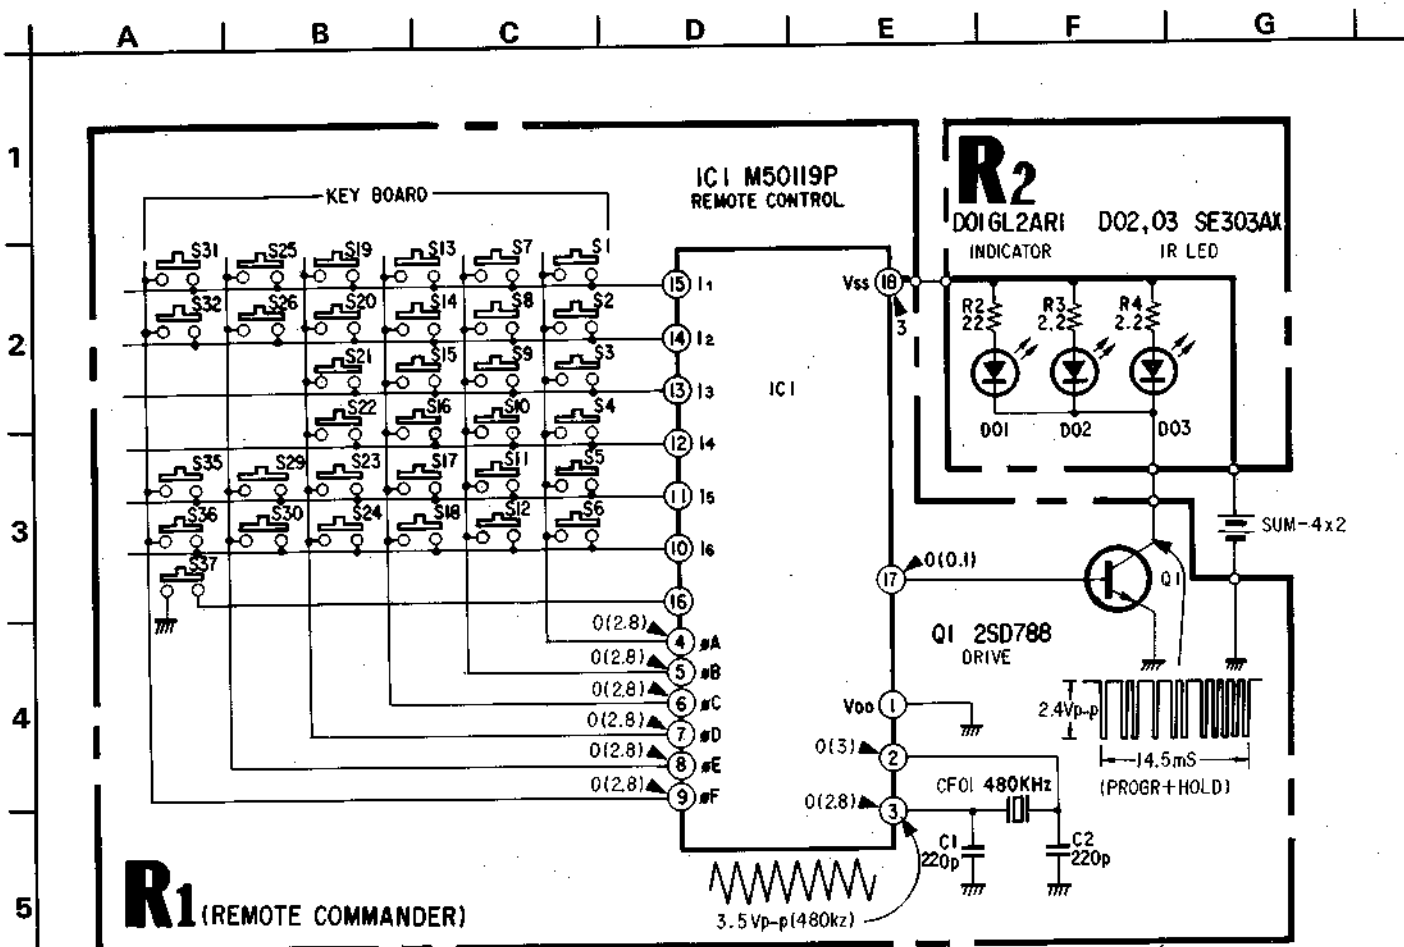 A B C D E F G
1
R2
IC1 M50119P
REMOTE CONTROL
KEY BOARD
D01GL2AR1 D02,03 SE303AX
INDICATOR IR LED
S31 S25 S19 S13 S7 S1
15 I1
Vss 18
3
S32 S26 S20 S14 S8 S2
R2 22 R3 2.2 R4 2.2
2
14 I2
S21 S15 S9 S3
13 I3
IC1
S22 S16 S10 S4
D01 D02 D03
12 I4
S35 S29 S23 S17 S11 S5
11 I5
3
S36 S30 S24 S18 S12 S6
SUM-4x2
10 I6
S37
0(0.1)
17
Q1
16
0(2.8) 4 øA
Q1 2SD788
DRIVE
0(2.8) 5 øB
0(2.8) 6 øC
VDD 1
2.4Vp-p
4
0(2.8) 7 øD
0(3) 2
14.5mS
0(2.8) 8 øE
CF01 480KHz
(PROGR+HOLD)
0(2.8) 9 øF
0(2.8) 3
C1 220p
C2 220p
5
R1 (REMOTE COMMANDER)
3.5Vp-p(480kz)